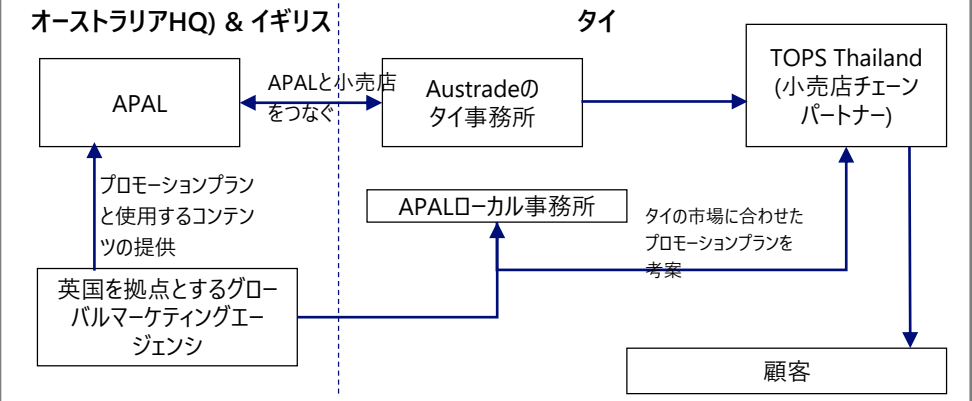 オーストラリアHQ) & イギリス
タイ
APAL
APALと小売店
をつなぐ
Austradeの
タイ事務所
TOPS Thailand
(小売店チェーン
パートナー)
プロモーションプラン
と使用するコンテン
ツの提供
APALローカル事務所
タイの市場に合わせた
プロモーションプランを
考案
英国を拠点とするグロー
バルマーケティングエー
ジェンシ
顧客